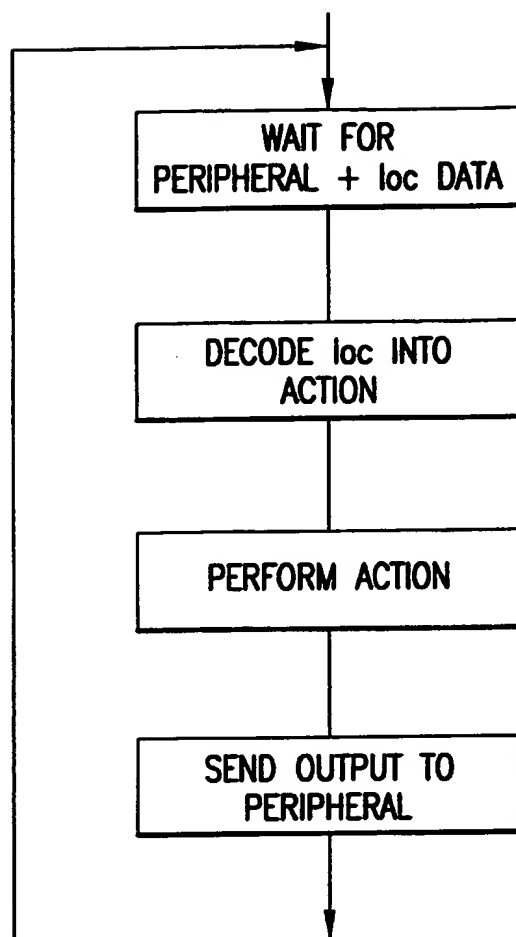 WAIT FOR
PERIPHERAL + loc DATA
DECODE loc INTO
ACTION
PERFORM ACTION
SEND OUTPUT TO
PERIPHERAL